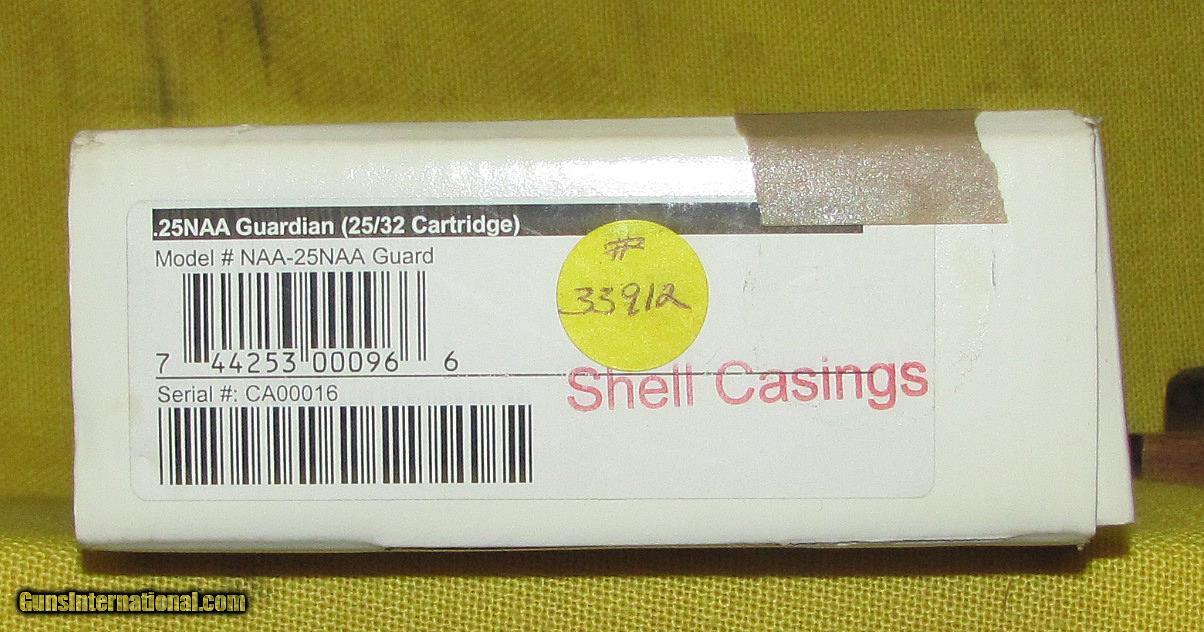 .25NAA Guardian (25/32 Cartridge)
Model # NAA-25NAA Guard
7 44253 00096 6
Serial #: CA00016
#
33912
Shell Casings
GunsInternational.com